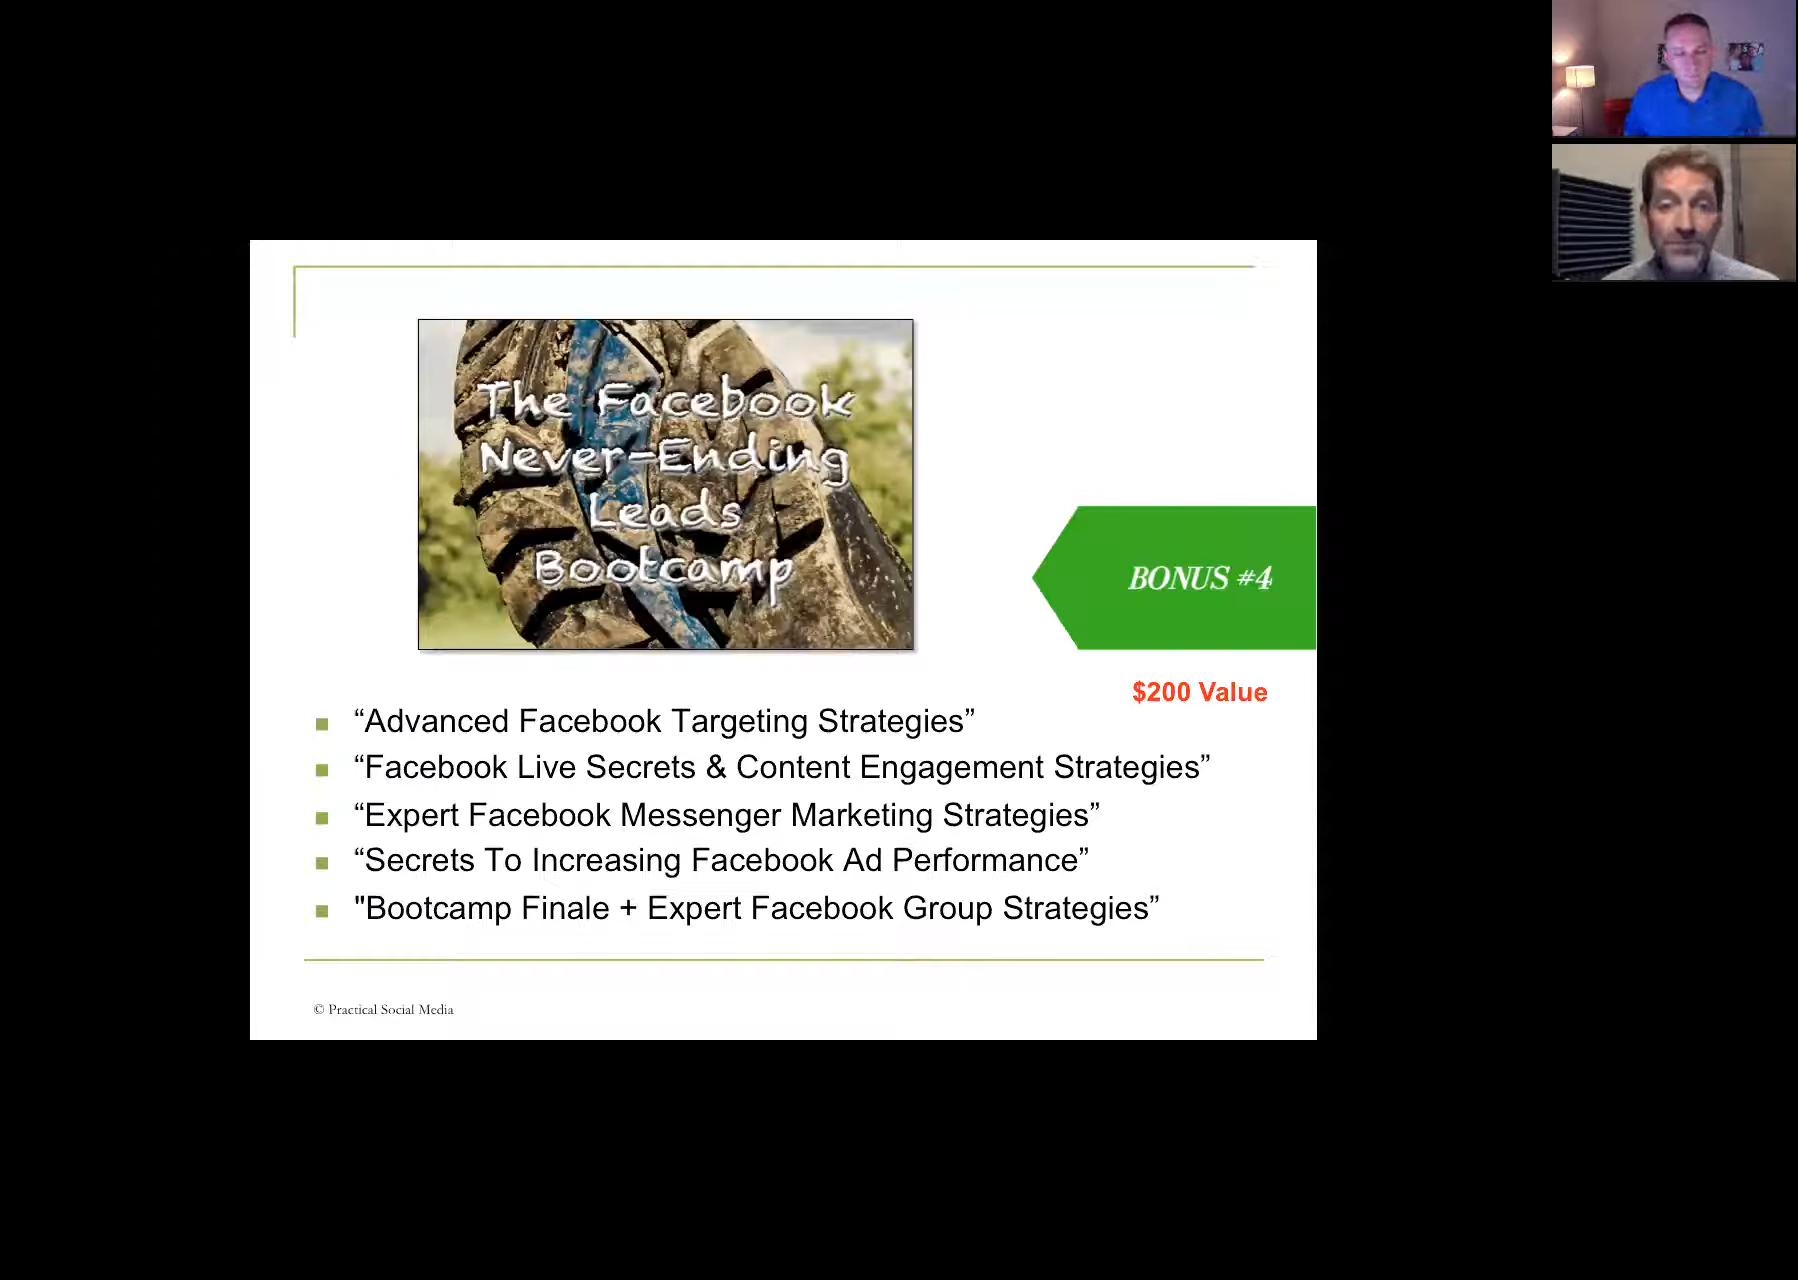 The Facebook
Never-Ending
Leads
Bootcamp
BONUS #4
$200 Value
“Advanced Facebook Targeting Strategies”
“Facebook Live Secrets & Content Engagement Strategies”
“Expert Facebook Messenger Marketing Strategies”
“Secrets To Increasing Facebook Ad Performance”
"Bootcamp Finale + Expert Facebook Group Strategies”
© Practical Social Media